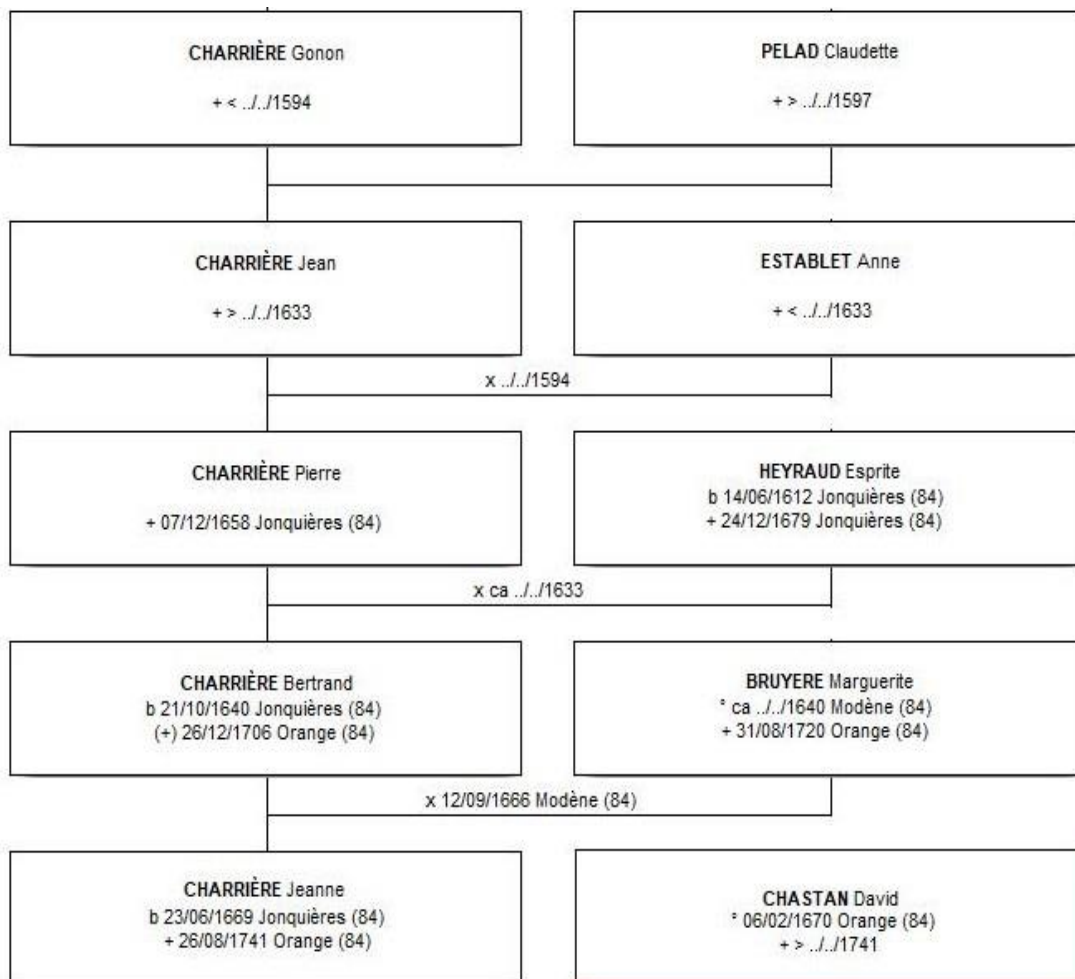 CHARRIÈRE Gonon
+ < ../../1594
PELAD Claudette
+ > ../../1597
CHARRIÈRE Jean
+ > ../../1633
ESTABLET Anne
+ < ../../1633
x ../../1594
CHARRIÈRE Pierre
+ 07/12/1658 Jonquières (84)
HEYRAUD Esprite
b 14/06/1612 Jonquières (84)
+ 24/12/1679 Jonquières (84)
x ca ../../1633
CHARRIÈRE Bertrand
b 21/10/1640 Jonquières (84)
(+) 26/12/1706 Orange (84)
BRUYERE Marguerite
° ca ../../1640 Modène (84)
+ 31/08/1720 Orange (84)
x 12/09/1666 Modène (84)
CHARRIÈRE Jeanne
b 23/06/1669 Jonquières (84)
+ 26/08/1741 Orange (84)
CHASTAN David
° 06/02/1670 Orange (84)
+ > ../../1741